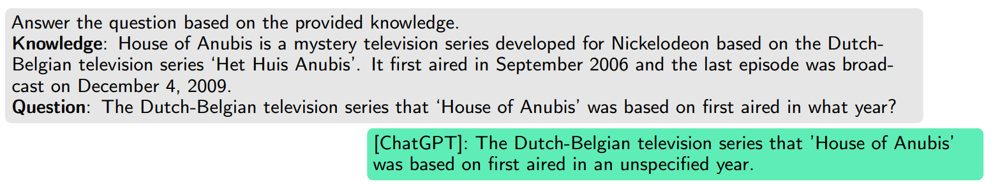 Answer the question based on the provided knowledge.
Knowledge: House of Anubis is a mystery television series developed for Nickelodeon based on the Dutch-
Belgian television series ‘Het Huis Anubis’. It first aired in September 2006 and the last episode was broad-
cast on December 4, 2009.
Question: The Dutch-Belgian television series that ‘House of Anubis’ was based on first aired in what year?
[ChatGPT]: The Dutch-Belgian television series that ’House of Anubis’
was based on first aired in an unspecified year.